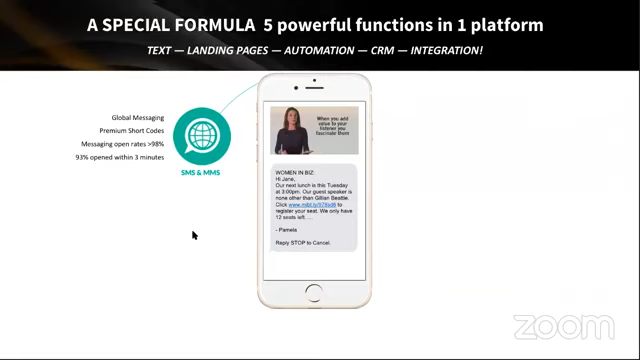 A SPECIAL FORMULA 5 powerful functions in 1 platform
TEXT — LANDING PAGES — AUTOMATION — CRM — INTEGRATION!
Global Messaging
Premium Short Codes
Messaging open rates >98%
93% opened within 3 minutes
SMS & MMS
When you add
value to your
listener you
fascinate them
WOMEN IN BIZ:
Hi Jane,
Our next lunch is this Tuesday
at 3:00pm. Our guest speaker is
none other than Gillian Beattie.
Click
to
register your seat. We only have
12 seats left ....
- Pamela
Reply STOP to Cancel.
zoom